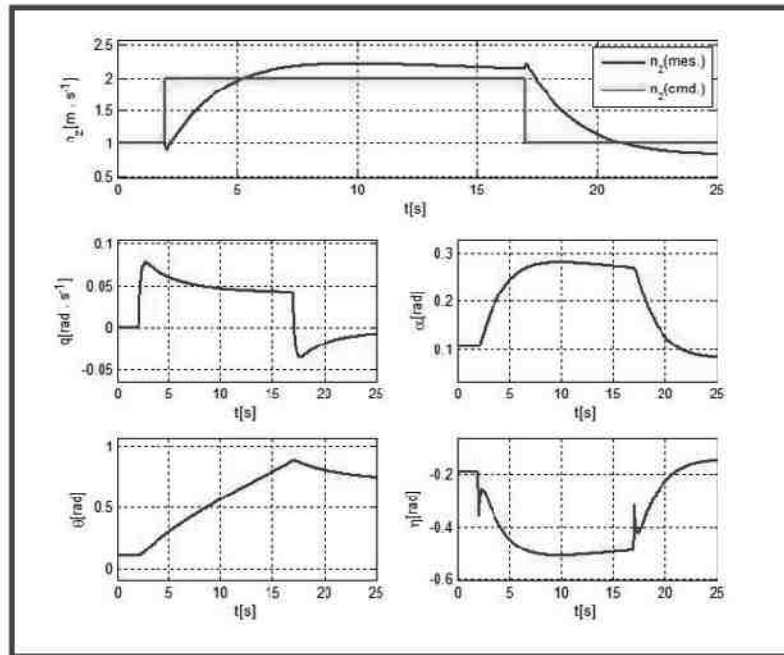 2.5
2
1.5
1
0.5
n_z[m . s^-1]
n_z(mes.)
n_z(cmd.)
0 5 10 15 20 25
t[s]
0.1
0.05
0
-0.05
q[rad . s^-1]
0 5 10 15 20 25
t[s]
0.3
0.2
0.1
α[rad]
0 5 10 15 20 25
t[s]
1
0.5
0
θ[rad]
0 5 10 15 20 25
t[s]
-0.2
-0.4
-0.6
η[rad]
0 5 10 15 20 25
t[s]